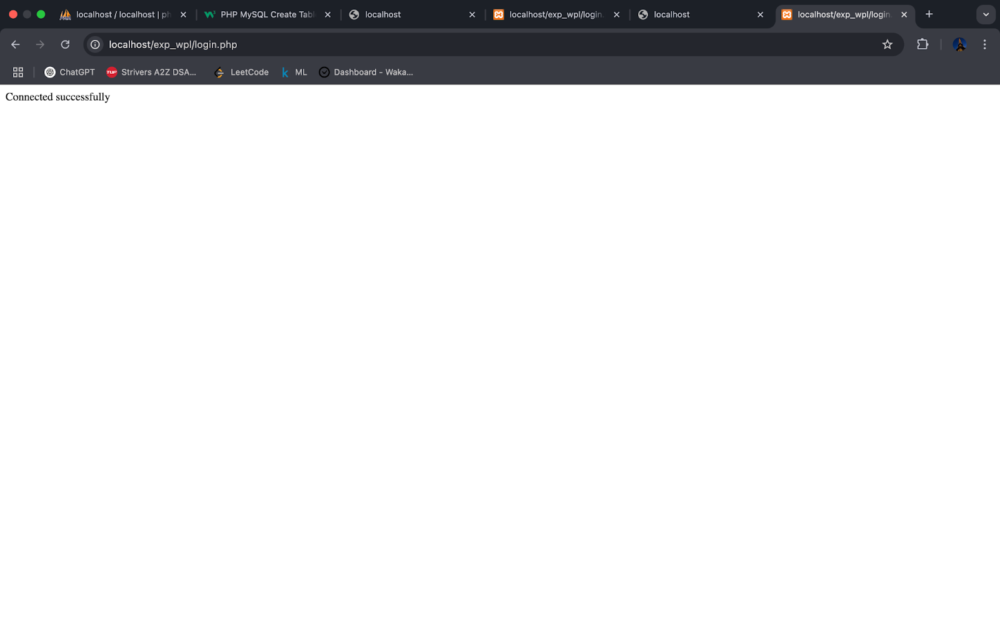 localhost / localhost | ph
PHP MySQL Create Tabl
localhost
localhost/exp_wpl/login.
localhost
localhost/exp_wpl/login.
localhost/exp_wpl/login.php
ChatGPT
TUF
Strivers A2Z DSA...
LeetCode
k
ML
Dashboard - Waka...
Connected successfully